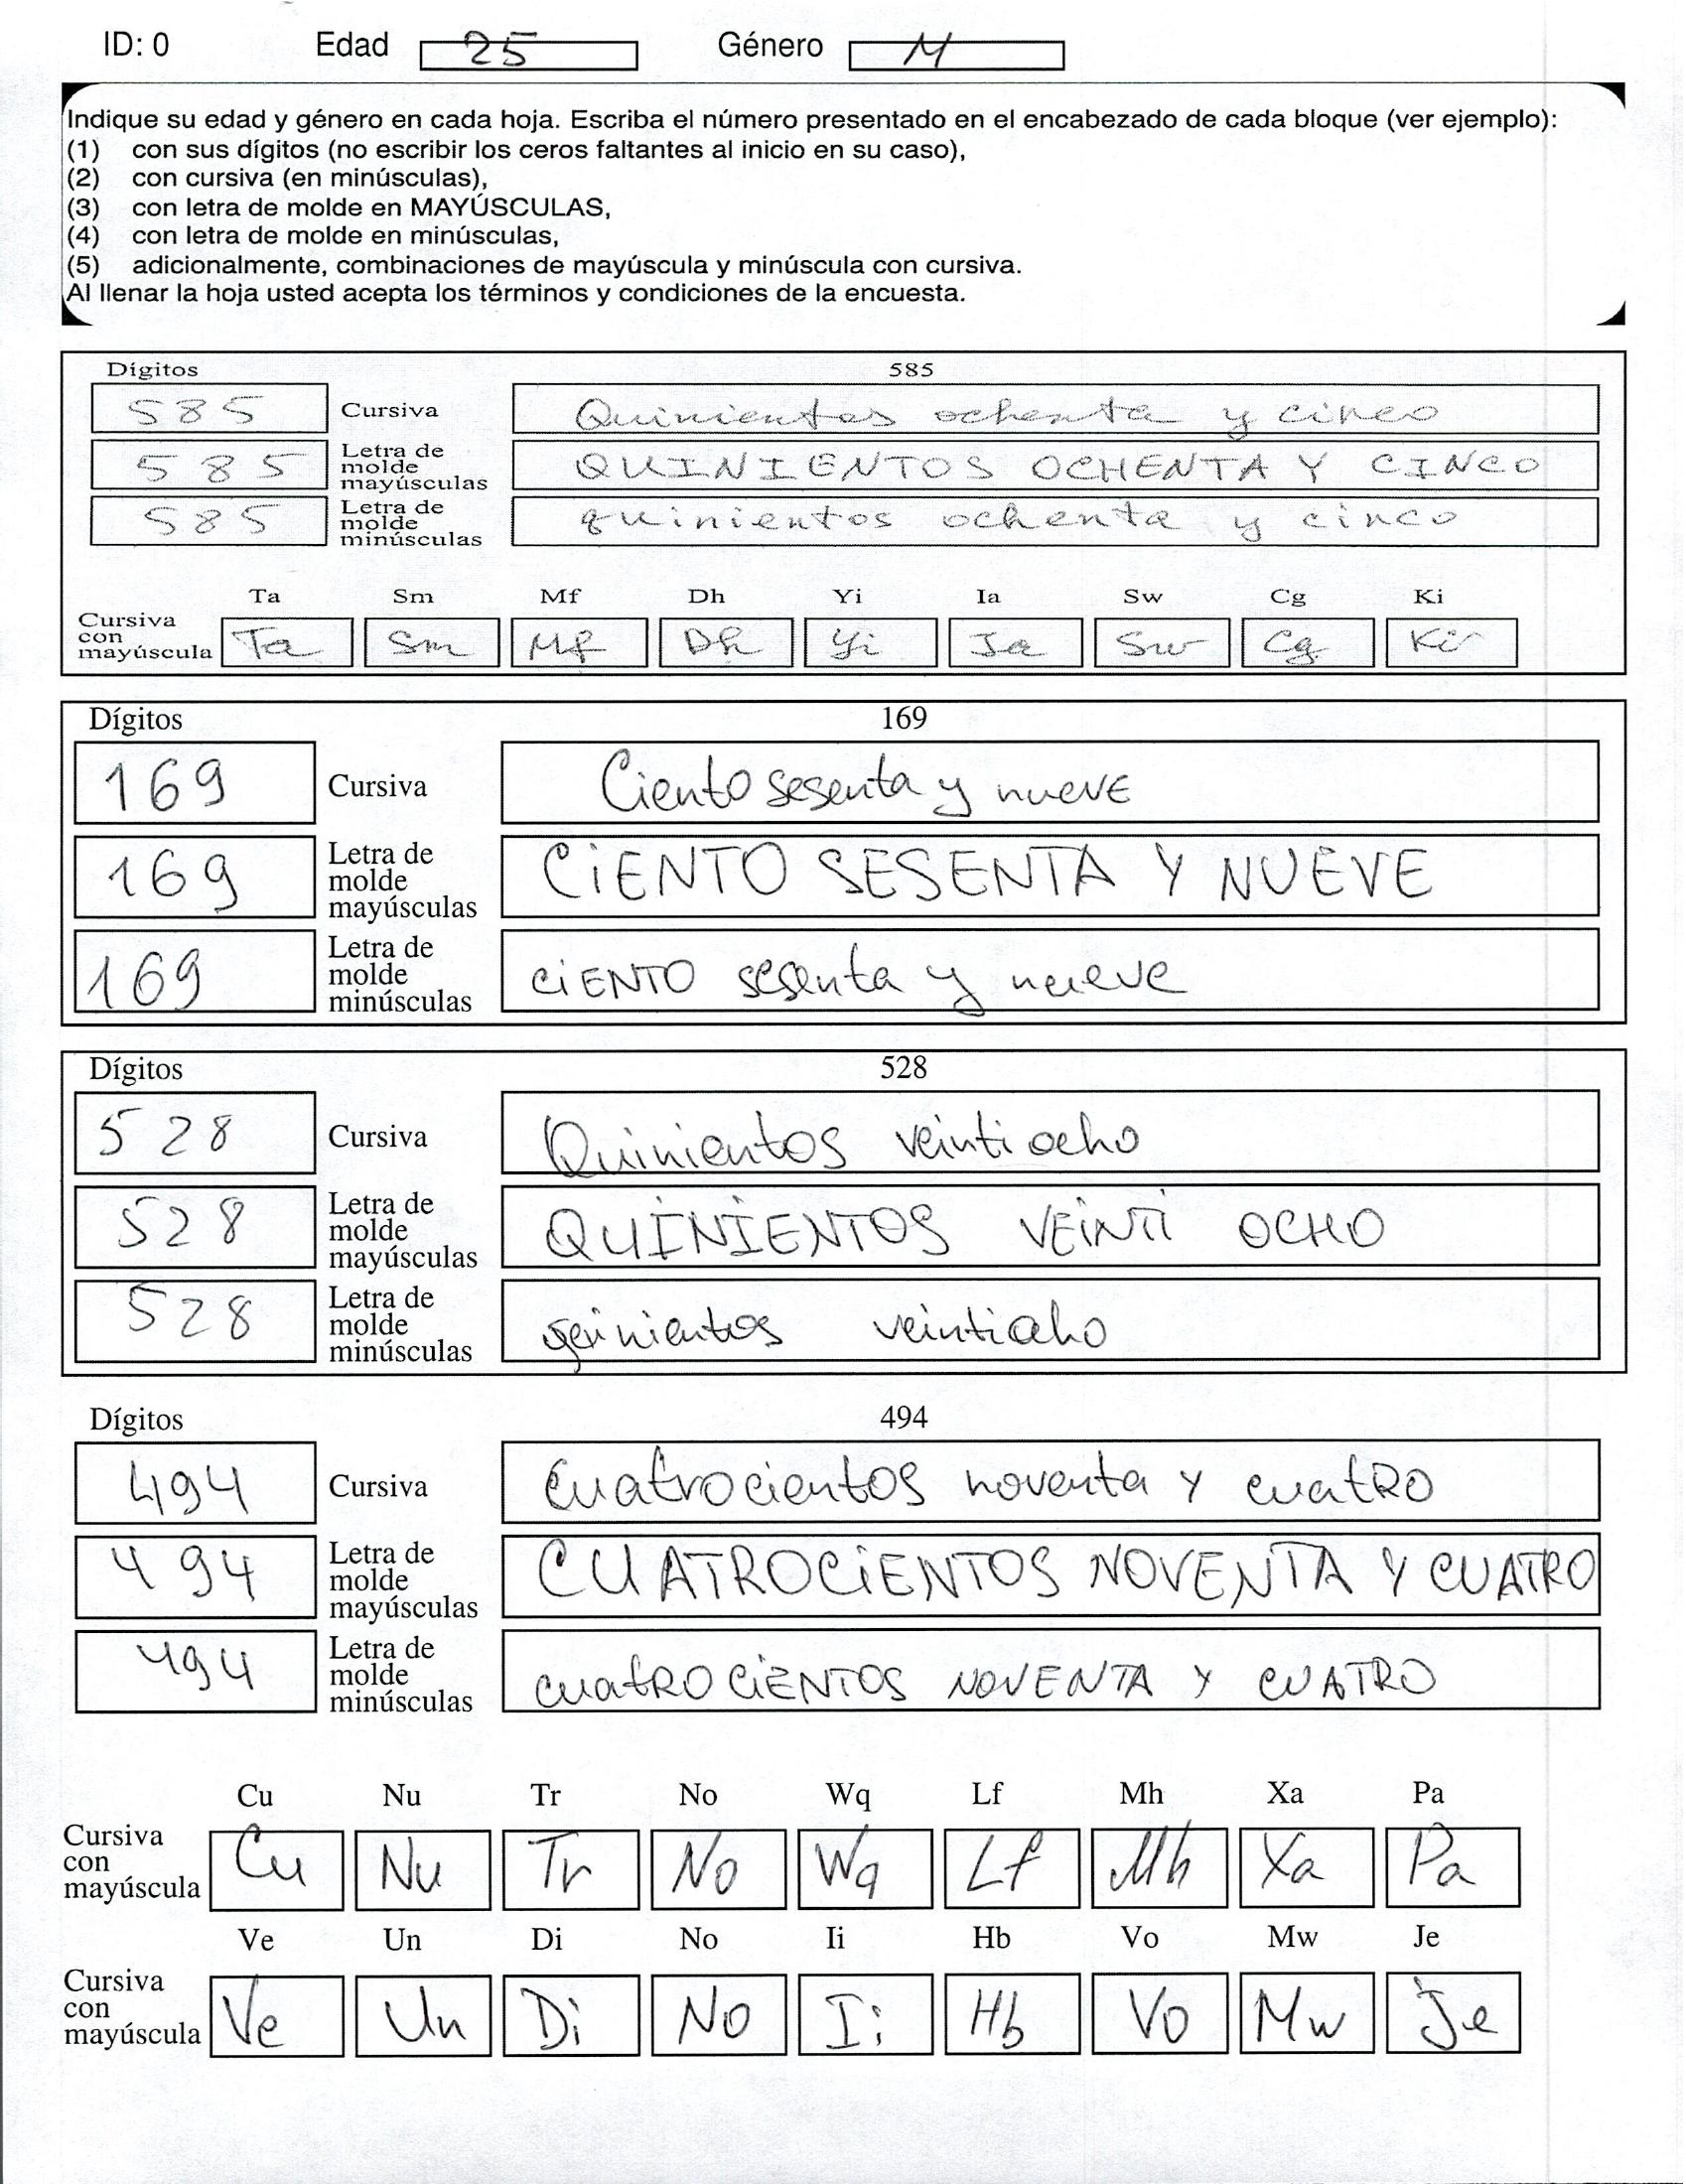 ID: 0 Edad 25 Género M
Indique su edad y género en cada hoja. Escriba el número presentado en el encabezado de cada bloque (ver ejemplo):
(1) con sus dígitos (no escribir los ceros faltantes al inicio en su caso),
(2) con cursiva (en minúsculas),
(3) con letra de molde en MAYÚSCULAS,
(4) con letra de molde en minúsculas,
(5) adicionalmente, combinaciones de mayúscula y minúscula con cursiva.
Al llenar la hoja usted acepta los términos y condiciones de la encuesta.
Dígitos 585
585 Cursiva Quinientos ochenta y cinco
585 Letra de molde mayúsculas QUINIENTOS OCHENTA Y CINCO
585 Letra de molde minúsculas quinientos ochenta y cinco
Ta Sm Mf Dh Yi Ia Sw Cg Ki
Cursiva con mayúscula Ta Sm Mf Dh Yi Ia Sw Cg Ki
Dígitos 169
169 Cursiva Ciento sesenta y nuevE
169 Letra de molde mayúsculas CiENTO SESENTA Y NUEVE
169 Letra de molde minúsculas ciENTO sesenta y nueve
Dígitos 528
528 Cursiva Quinientos veintiocho
528 Letra de molde mayúsculas QUINIENTOS VEiNTi OCHO
528 Letra de molde minúsculas quinientos veintiocho
Dígitos 494
494 Cursiva Cuatrocientos noventa y cuatRO
494 Letra de molde mayúsculas CUATROCiENTOS NOVENTA Y CUATRO
494 Letra de molde minúsculas cuatROCiENTOS NOVENTA Y CUATRO
Cu Nu Tr No Wq Lf Mh Xa Pa
Cursiva con mayúscula Cu Nu Tr No Wq Lf Mh Xa Pa
Ve Un Di No Ii Hb Vo Mw Je
Cursiva con mayúscula Ve Un Di No Ii Hb Vo Mw Je